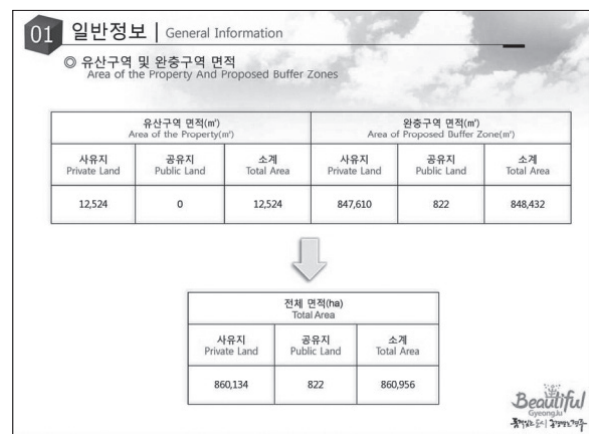 01 일반정보 | General Information
◎ 유산구역 및 완충구역 면적
Area of the Property And Proposed Buffer Zones
유산구역 면적(㎡) 완충구역 면적(㎡)
Area of the Property(㎡) Area of Proposed Buffer Zone(㎡)
사유지 공유지 소계 사유지 공유지 소계
Private Land Public Land Total Area Private Land Public Land Total Area
12,524 0 12,524 847,610 822 848,432
전체 면적(ha)
Total Area
사유지 공유지 소계
Private Land Public Land Total Area
860,134 822 860,956
Beautiful
Gyeongju